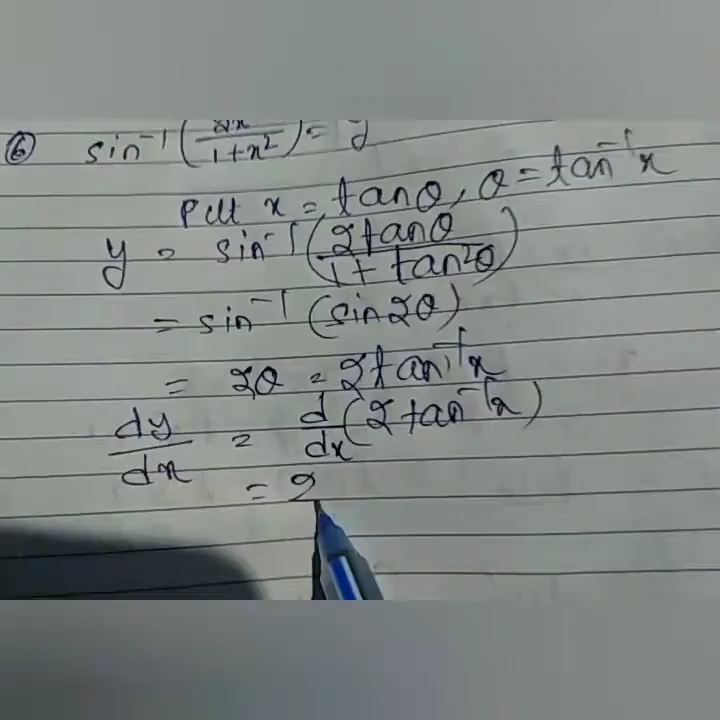 ⑥ sin⁻¹(2x/1+x²) = y
Put x = tanθ, θ = tan⁻¹x
y = sin⁻¹(2tanθ/1+tan²θ)
= sin⁻¹(sin2θ)
= 2θ = 2tan⁻¹x
dy/dx = d/dx(2tan⁻¹x)
= 2